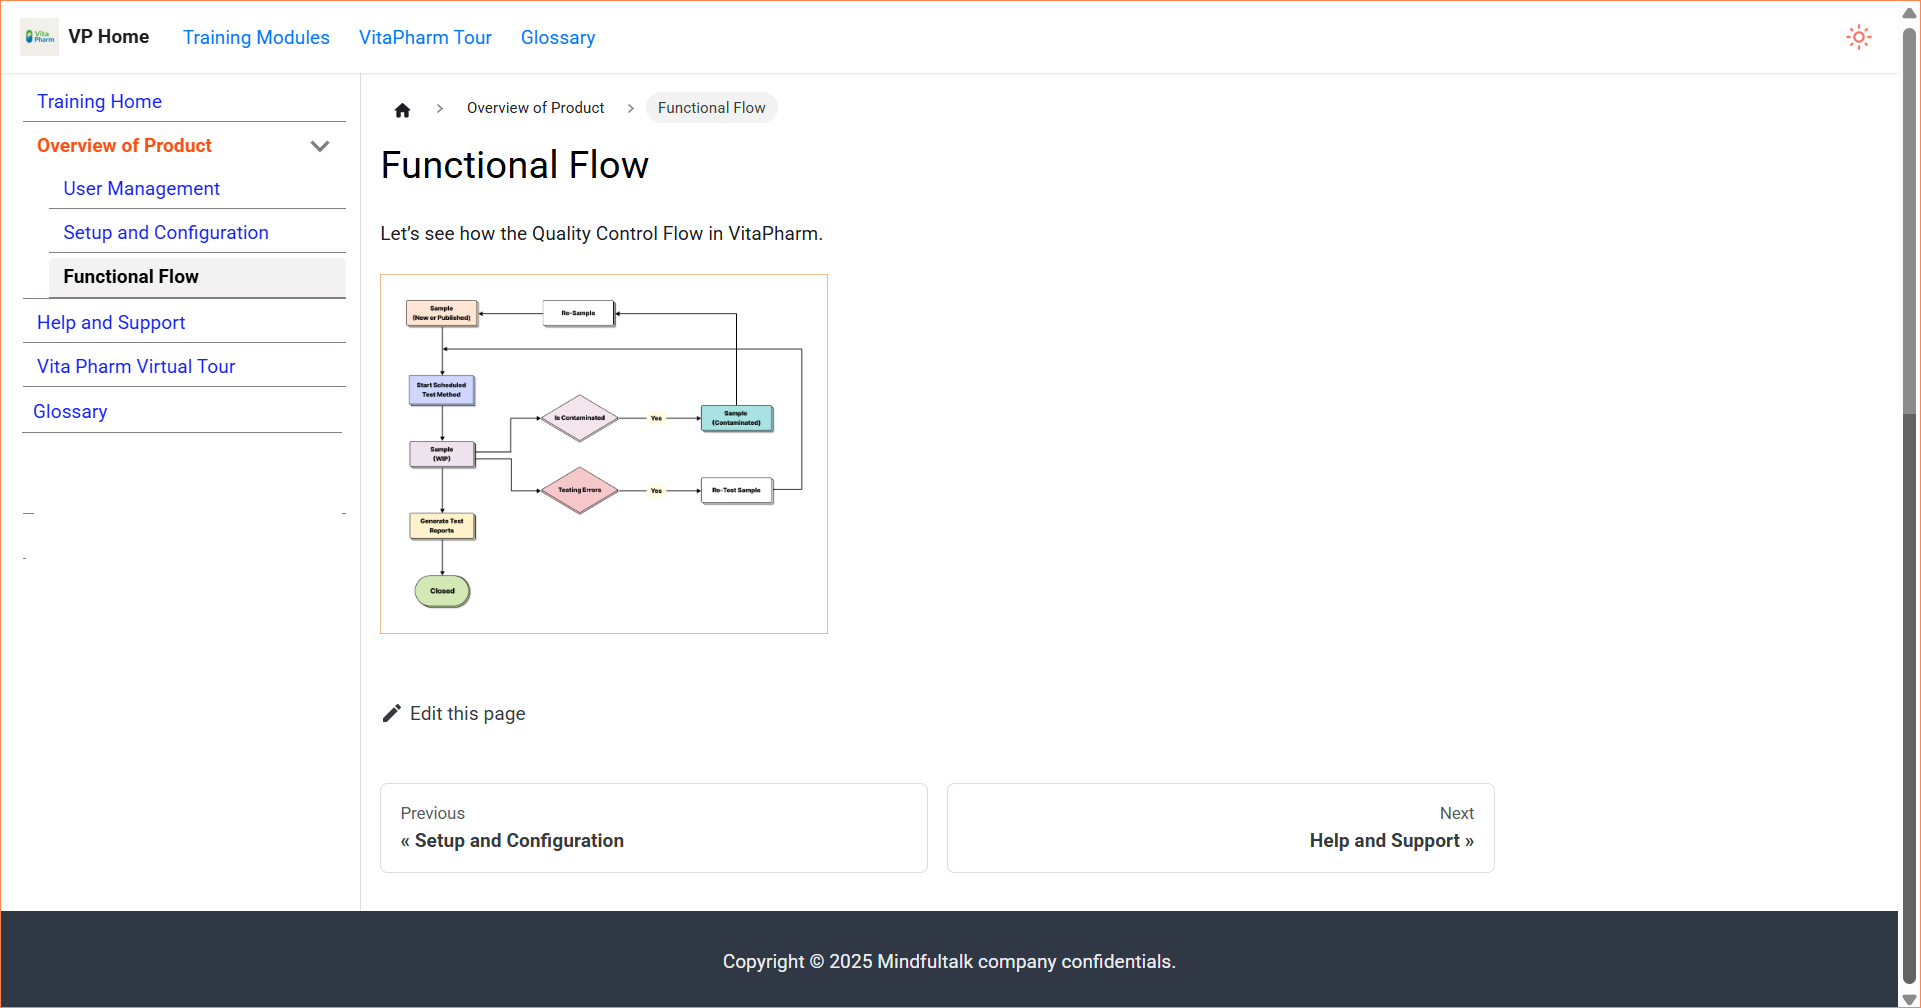 Vita
Pharm
VP Home
Training Modules
VitaPharm Tour
Glossary
Training Home
Overview of Product
User Management
Setup and Configuration
Functional Flow
Help and Support
Vita Pharm Virtual Tour
Glossary
Overview of Product
Functional Flow
Functional Flow
Let’s see how the Quality Control Flow in VitaPharm.
Sample
(New or Published)
Re-Sample
Start Scheduled
Test Method
Is Contaminated
Yes
Sample
(Contaminated)
Sample
(WIP)
Testing Errors
Yes
Re-Test Sample
Generate Test
Reports
Closed
Edit this page
Previous
« Setup and Configuration
Next
Help and Support »
Copyright © 2025 Mindfultalk company confidentials.